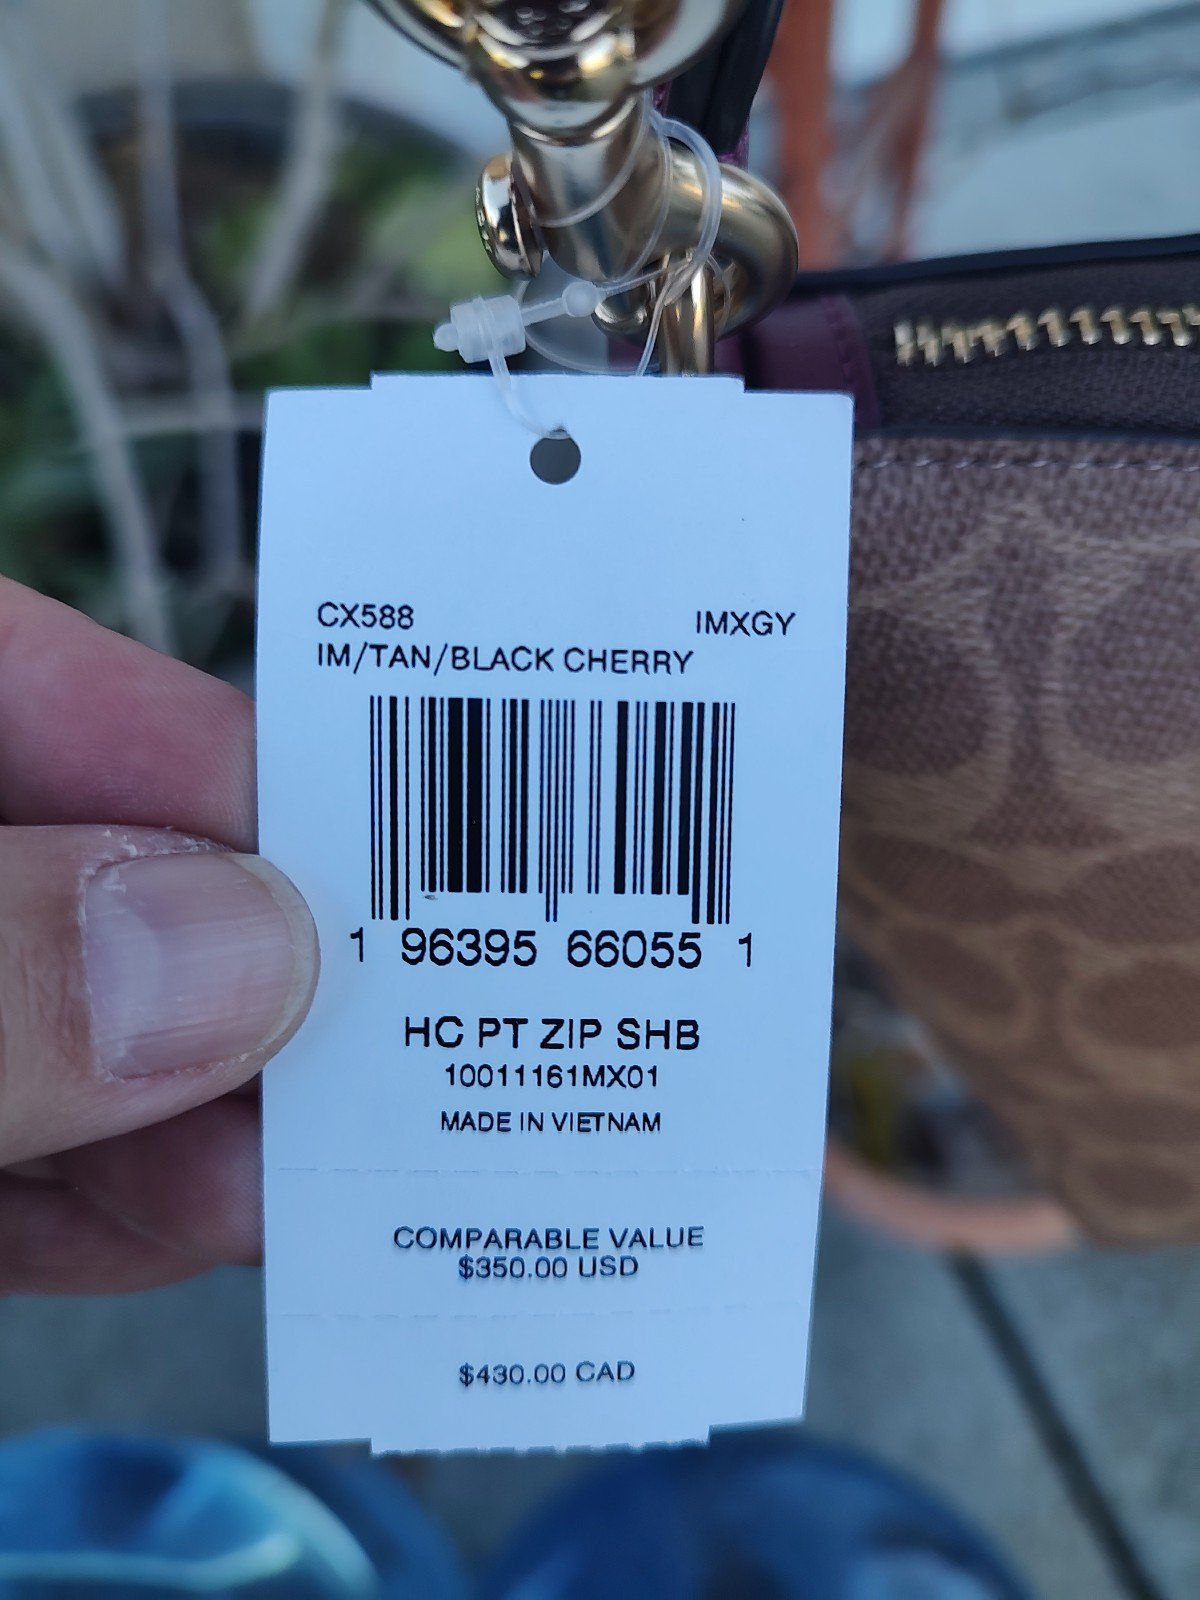 CX588 IMXGY
IM/TAN/BLACK CHERRY
1 96395 66055 1
HC PT ZIP SHB
10011161MX01
MADE IN VIETNAM
COMPARABLE VALUE
$350.00 USD
$430.00 CAD